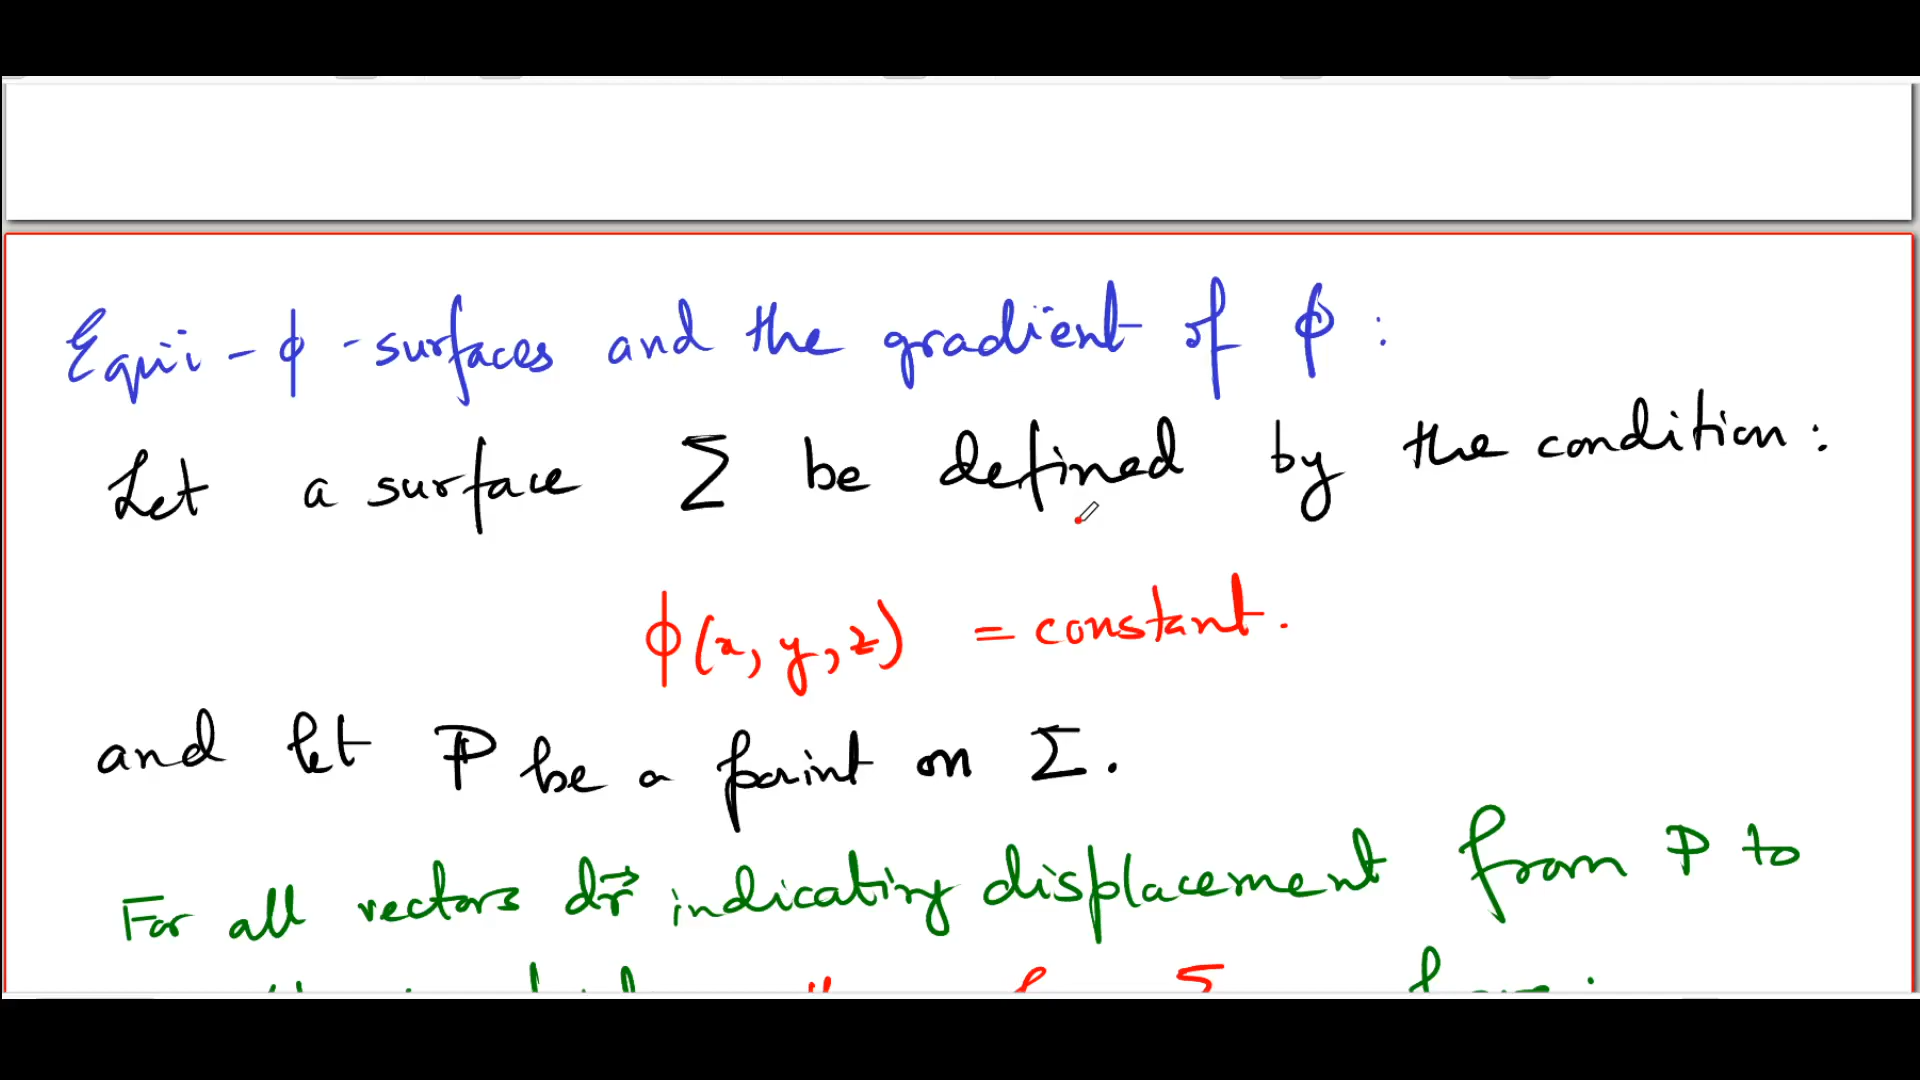 Equi-ϕ-surfaces and the gradient of ϕ:
Let a surface Σ be defined by the condition:
ϕ(x, y, z) = constant.
and let P be a point on Σ.
For all vectors d\vec{r} indicating displacement from P to